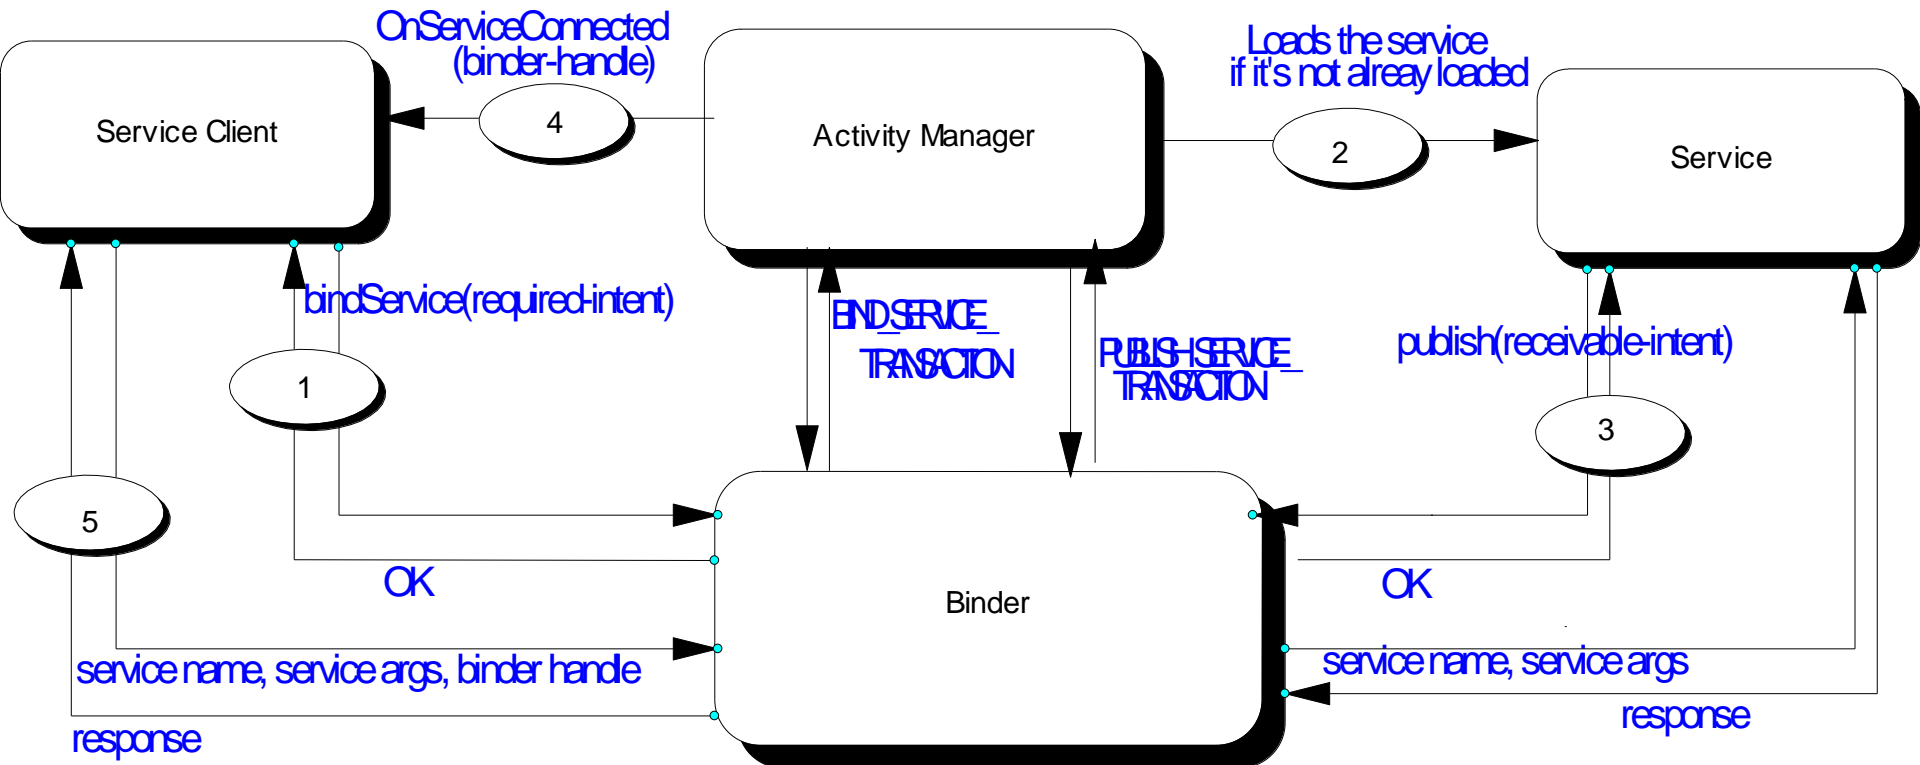 OnServiceConnected
(binder-handle)
Loads the service
if it's not alreay loaded
Service Client
4
Activity Manager
2
Service
bindService(required-intent)
BIND_SERVICE_
TRANSACTION
PUBLISH_SERVICE_
TRANSACTION
publish(receivable-intent)
1
3
5
OK
OK
Binder
service name, service args, binder handle
service name, service args
response
response